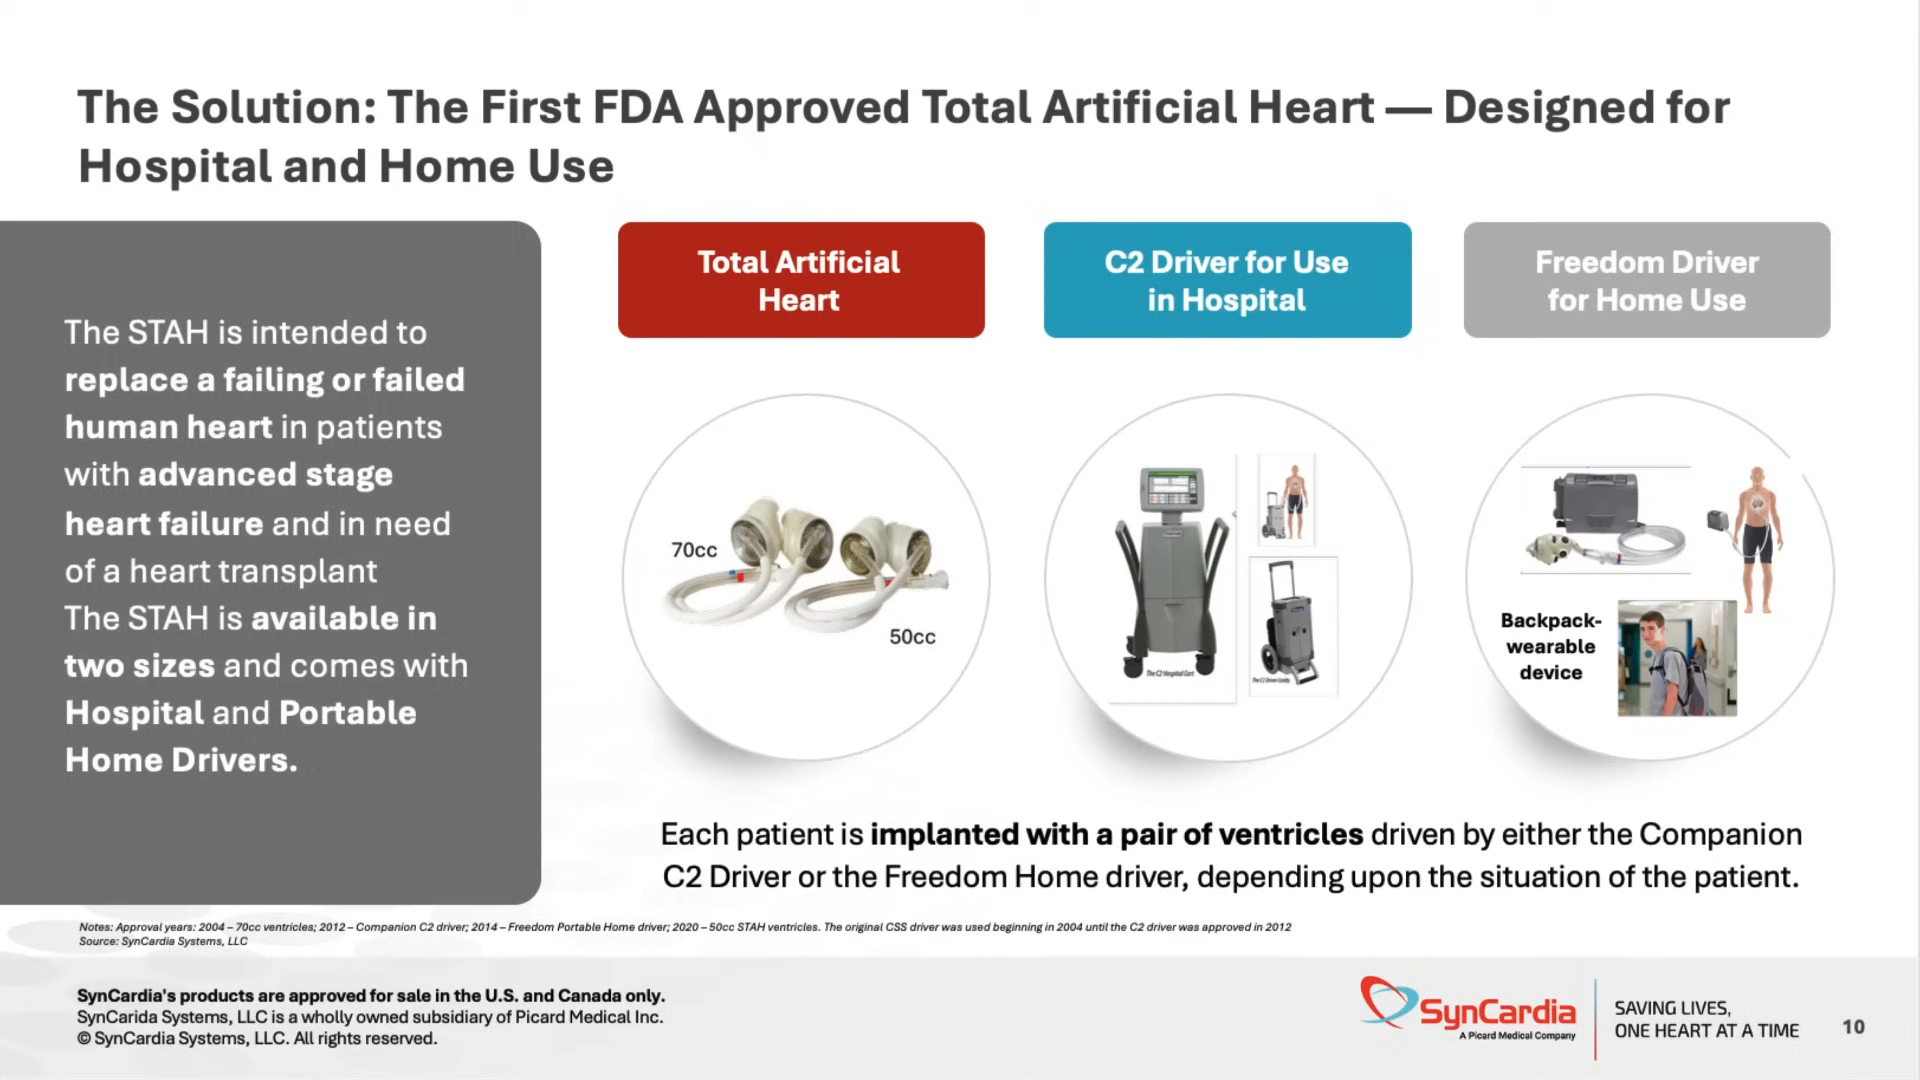 The Solution: The First FDA Approved Total Artificial Heart — Designed for
Hospital and Home Use
The STAH is intended to
replace a failing or failed
human heart in patients
with advanced stage
heart failure and in need
of a heart transplant
The STAH is available in
two sizes and comes with
Hospital and Portable
Home Drivers.
Total Artificial
Heart
70cc
50cc
C2 Driver for Use
in Hospital
The C2 Hospital Cart
The C2 Driver Caddy
Freedom Driver
for Home Use
Backpack-
wearable
device
Each patient is implanted with a pair of ventricles driven by either the Companion
C2 Driver or the Freedom Home driver, depending upon the situation of the patient.
Notes: Approval years: 2004 – 70cc ventricles; 2012 – Companion C2 driver; 2014 – Freedom Portable Home driver; 2020 – 50cc STAH ventricles. The original CSS driver was used beginning in 2004 until the C2 driver was approved in 2012
Source: SynCardia Systems, LLC
SynCardia's products are approved for sale in the U.S. and Canada only.
SynCarida Systems, LLC is a wholly owned subsidiary of Picard Medical Inc.
© SynCardia Systems, LLC. All rights reserved.
SynCardia
A Picard Medical Company
SAVING LIVES,
ONE HEART AT A TIME
10